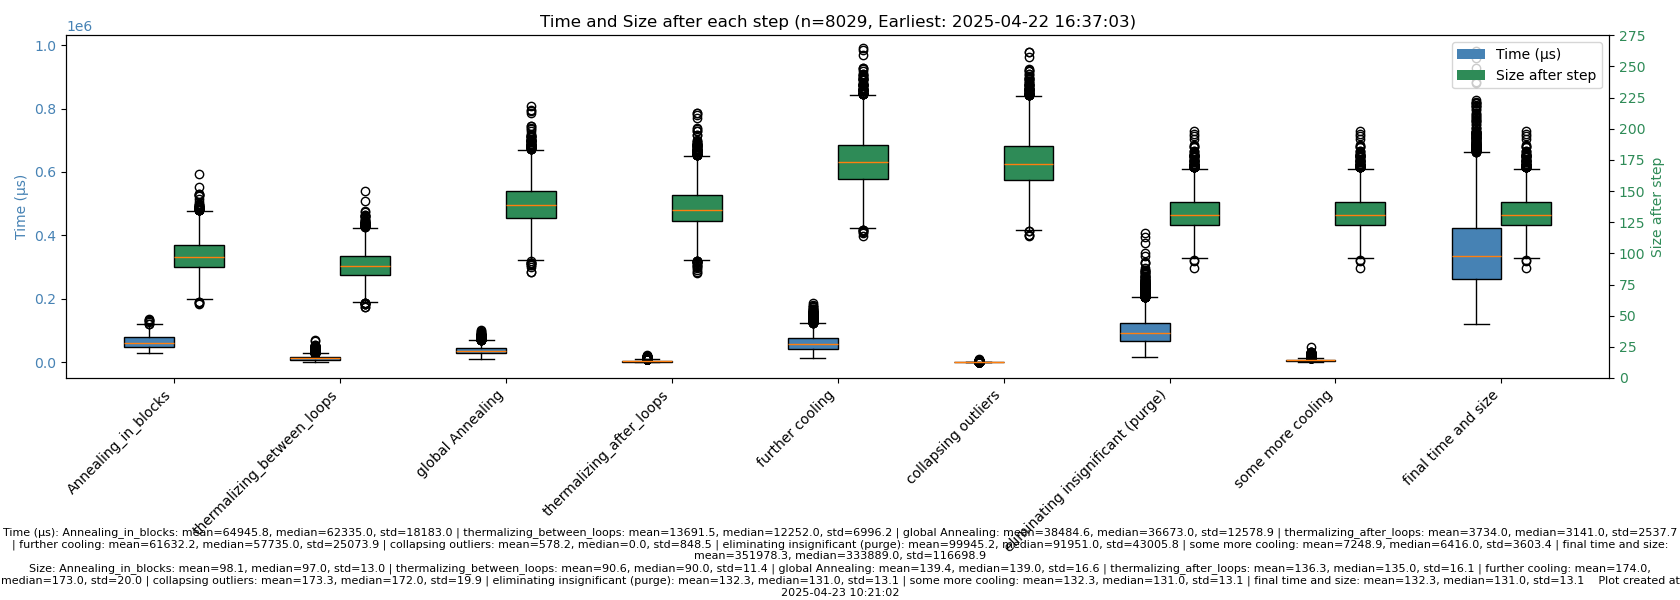 Time and Size after each step (n=8029, Earliest: 2025-04-22 16:37:03)
1e6
1.0
0.8
0.6
0.4
0.2
0.0
Time (µs)
275
250
225
200
175
150
125
100
75
50
25
0
Size after step
Time (µs)
Size after step
Annealing_in_blocks
thermalizing_between_loops
global Annealing
thermalizing_after_loops
further cooling
collapsing outliers
eliminating insignificant (purge)
some more cooling
final time and size
Time (µs): Annealing_in_blocks: mean=64945.8, median=62335.0, std=18183.0 | thermalizing_between_loops: mean=13691.5, median=12252.0, std=6996.2 | global Annealing: mean=38484.6, median=36673.0, std=12578.9 | thermalizing_after_loops: mean=3734.0, median=3141.0, std=2537.7
| further cooling: mean=61632.2, median=57735.0, std=25073.9 | collapsing outliers: mean=578.2, median=0.0, std=848.5 | eliminating insignificant (purge): mean=99945.2, median=91951.0, std=43005.8 | some more cooling: mean=7248.9, median=6416.0, std=3603.4 | final time and size:
mean=351978.3, median=333889.0, std=116698.9
Size: Annealing_in_blocks: mean=98.1, median=97.0, std=13.0 | thermalizing_between_loops: mean=90.6, median=90.0, std=11.4 | global Annealing: mean=139.4, median=139.0, std=16.6 | thermalizing_after_loops: mean=136.3, median=135.0, std=16.1 | further cooling: mean=174.0,
median=173.0, std=20.0 | collapsing outliers: mean=173.3, median=172.0, std=19.9 | eliminating insignificant (purge): mean=132.3, median=131.0, std=13.1 | some more cooling: mean=132.3, median=131.0, std=13.1 | final time and size: mean=132.3, median=131.0, std=13.1    Plot created at
2025-04-23 10:21:02